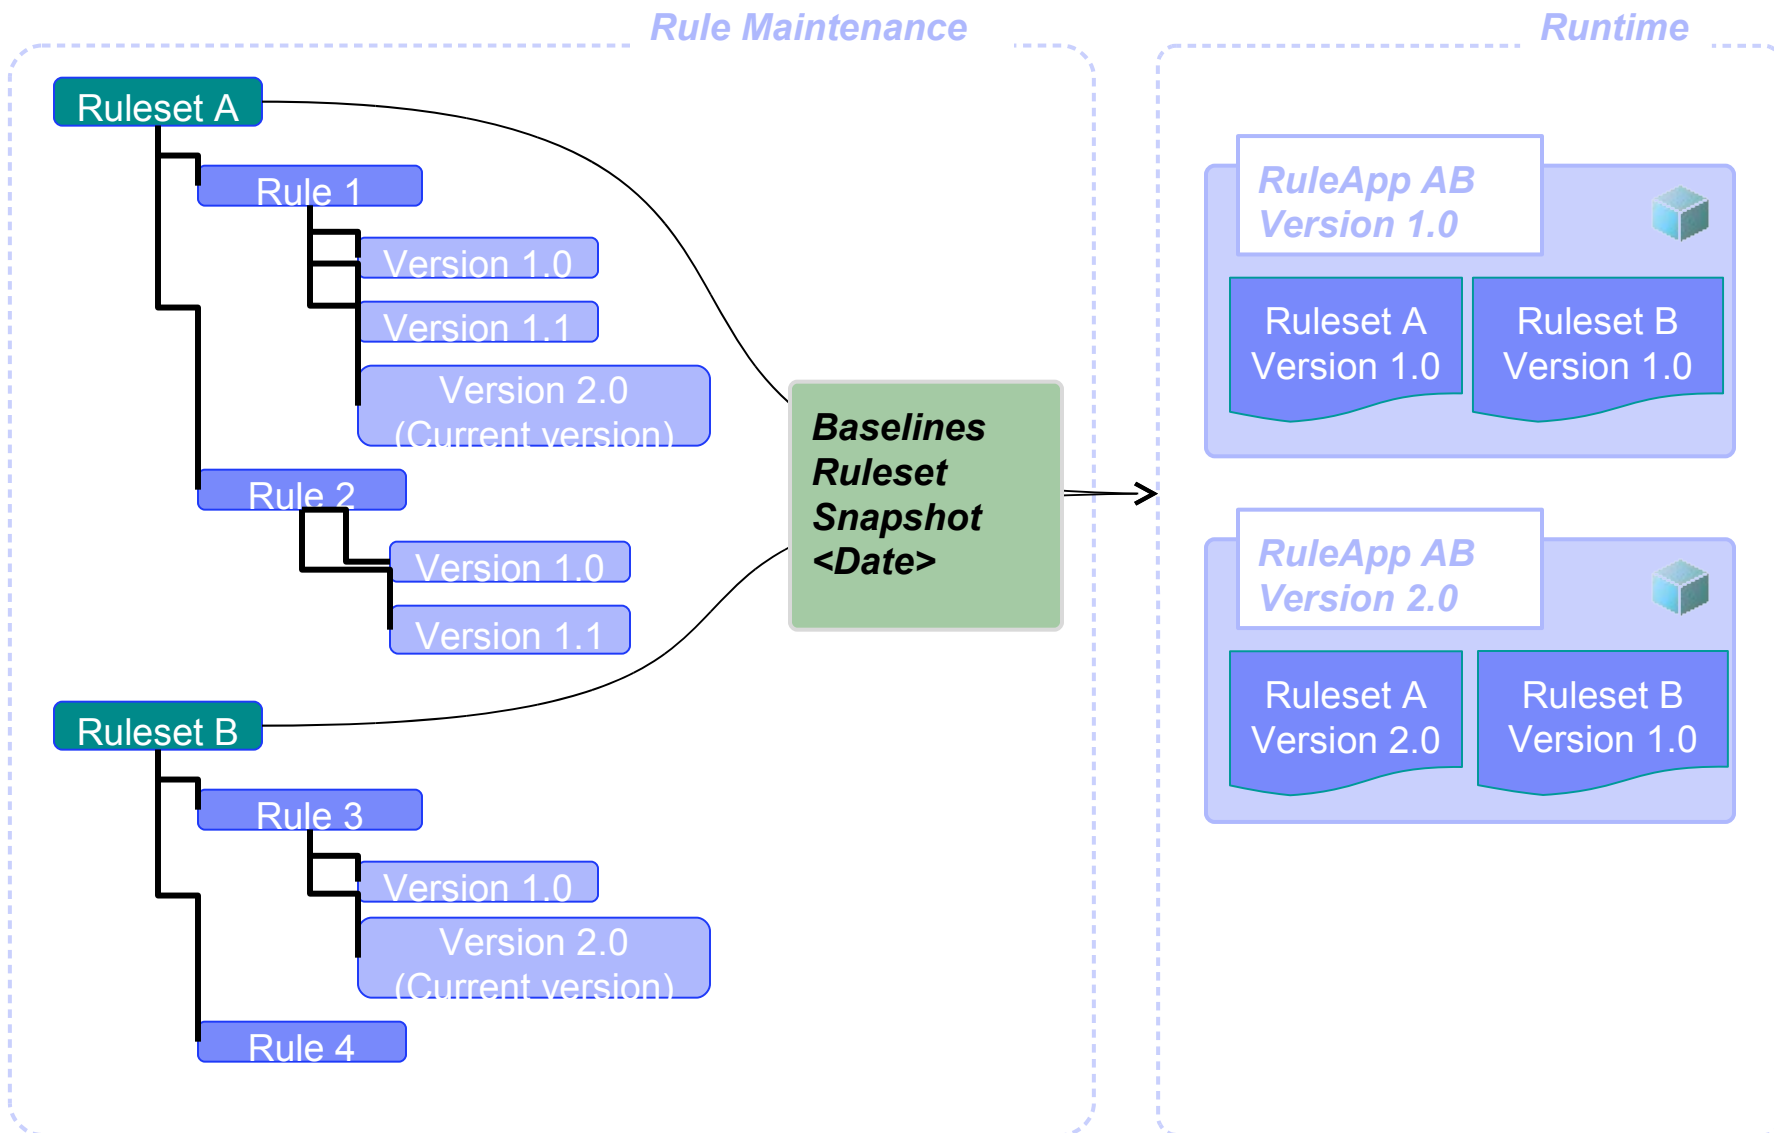 Rule Maintenance
Ruleset A
Rule 1
Version 1.0
Version 1.1
Version 2.0
(Current version)
Rule 2
Version 1.0
Version 1.1
Ruleset B
Rule 3
Version 1.0
Version 2.0
(Current version)
Rule 4
Baselines
Ruleset
Snapshot
<Date>
Runtime
RuleApp AB
Version 1.0
Ruleset A
Version 1.0
Ruleset B
Version 1.0
RuleApp AB
Version 2.0
Ruleset A
Version 2.0
Ruleset B
Version 1.0